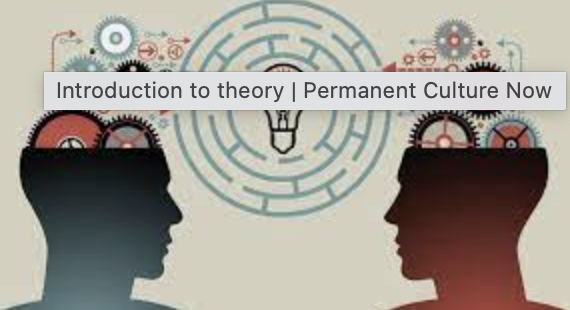 Introduction to theory | Permanent Culture Now